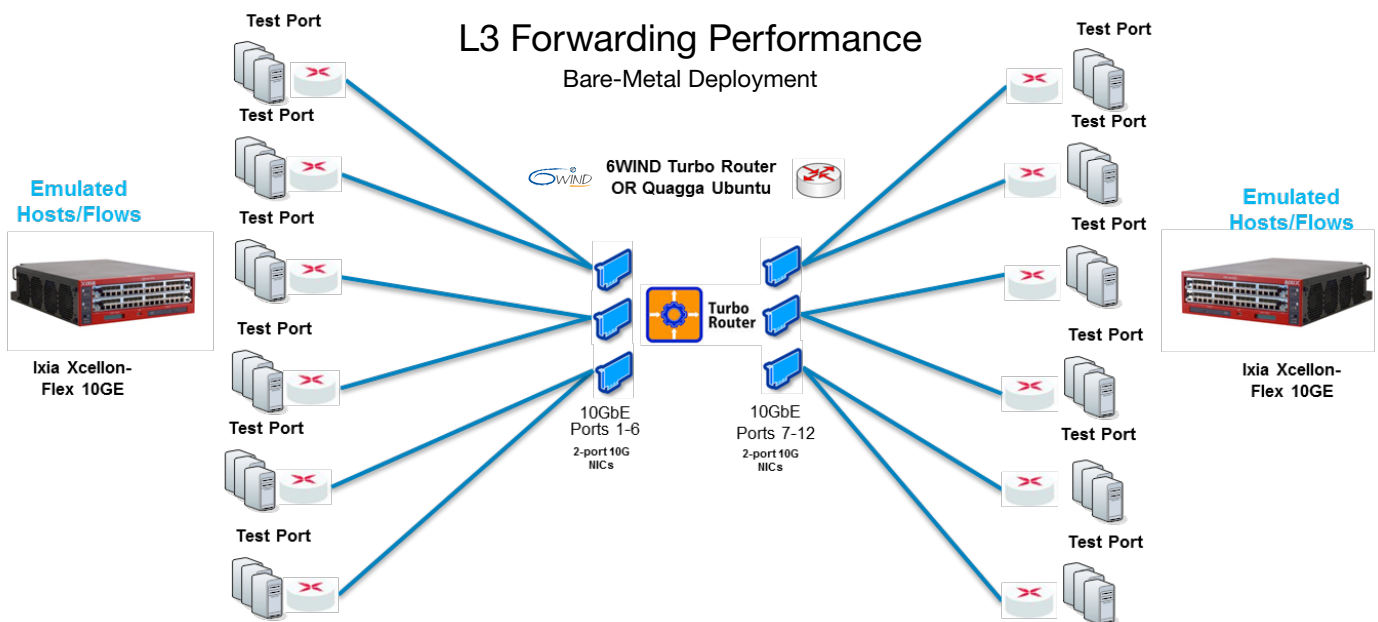 L3 Forwarding Performance
Bare-Metal Deployment
Test Port
Test Port
Test Port
Test Port
Test Port
Test Port
Emulated
Hosts/Flows
Ixia Xcellon-
Flex 10GE
6WIND
6WIND Turbo Router
OR Quagga Ubuntu
Turbo
Router
10GbE
Ports 1-6
2-port 10G
NICs
10GbE
Ports 7-12
2-port 10G
NICs
Test Port
Test Port
Test Port
Test Port
Test Port
Test Port
Emulated
Hosts/Flows
Ixia Xcellon-
Flex 10GE